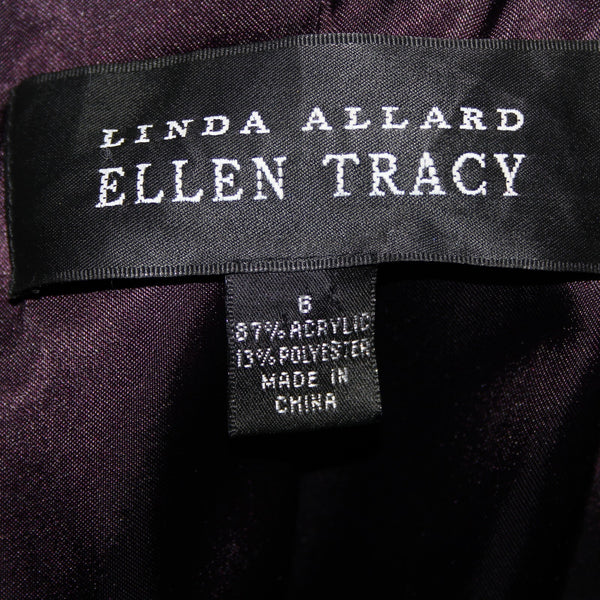 LINDA ALLARD
ELLEN TRACY
6
87% ACRYLIC
13% POLYESTER
MADE IN
CHINA